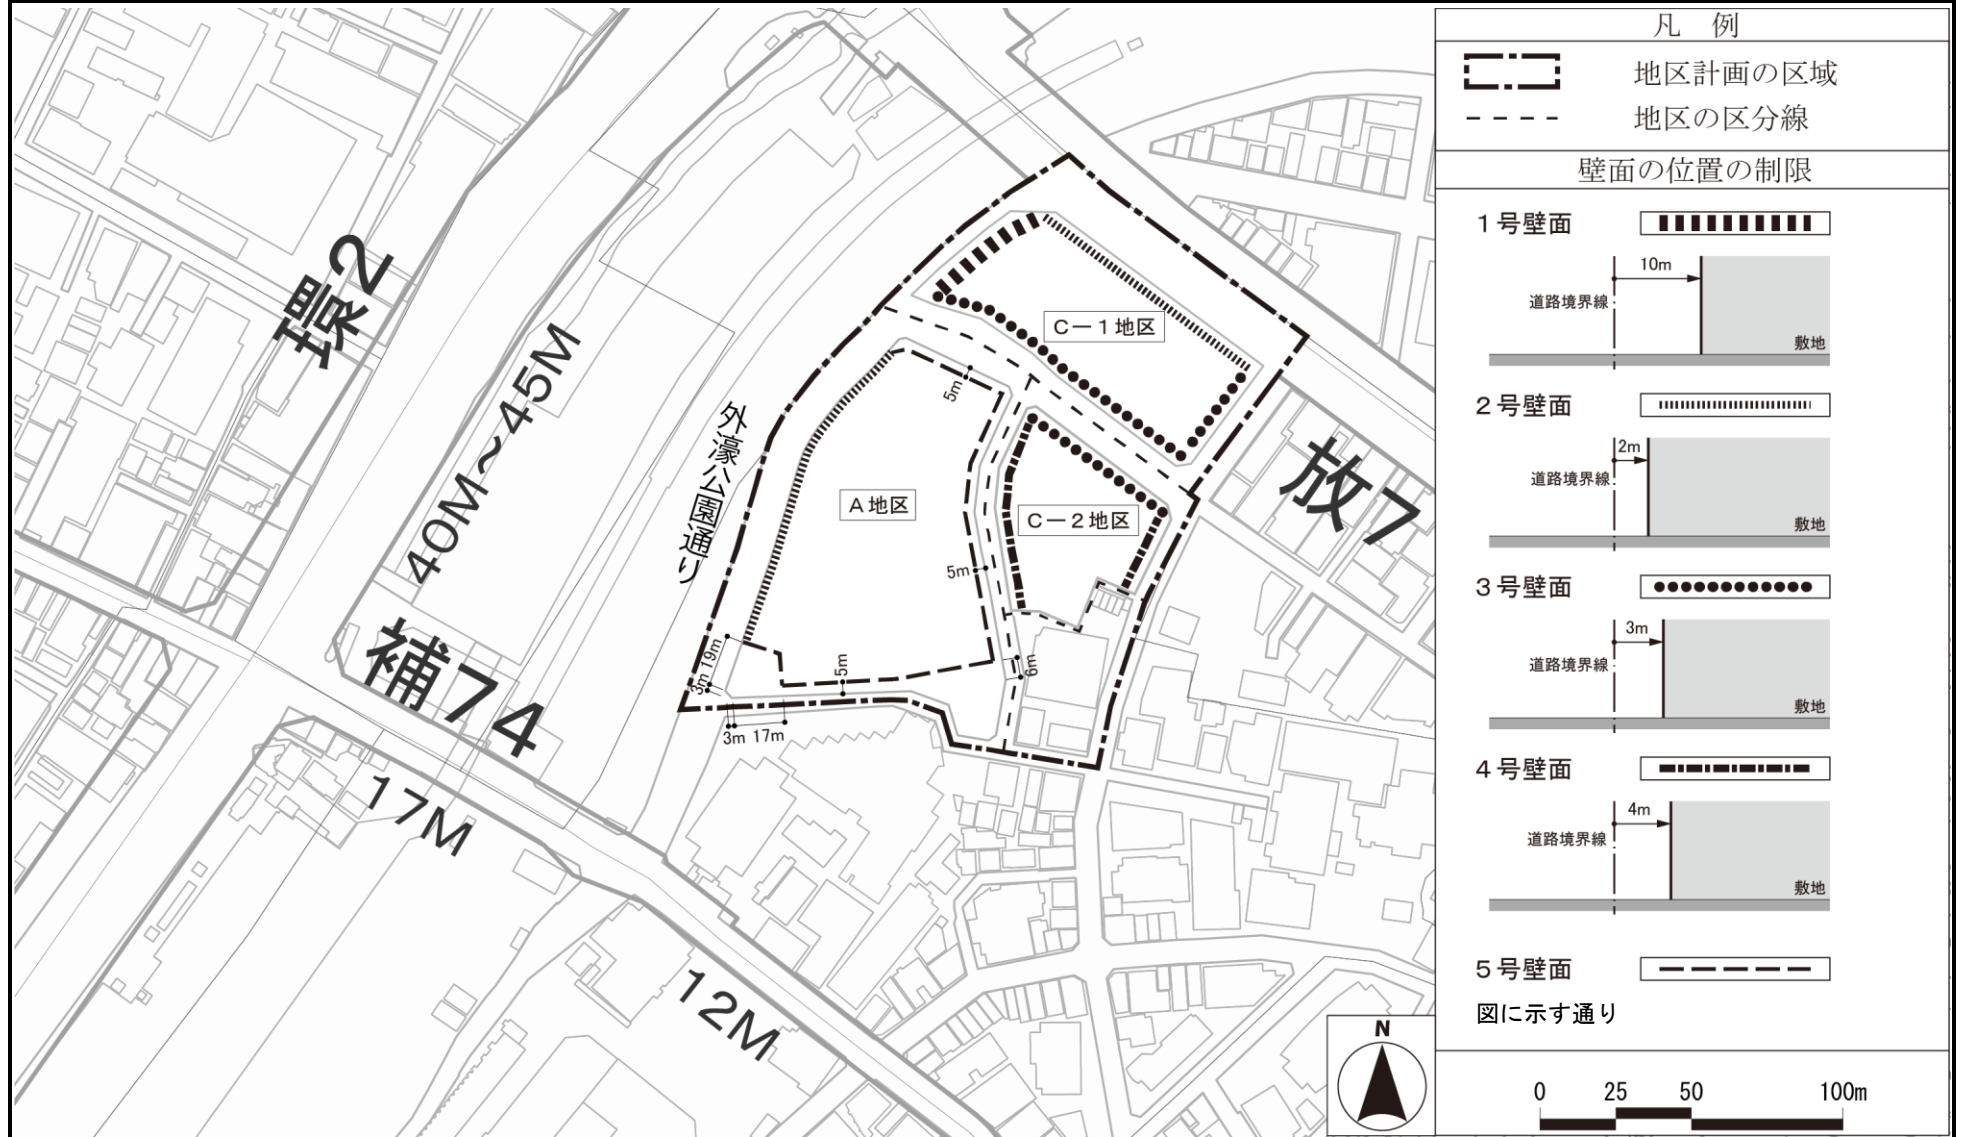 環2
40M~45M
外濠公園通り
補74
17M
12M
放7
C－1地区
A地区
C－2地区
5m
5m
5m
6m
19m
3m
3m 17m
N
凡 例
地区計画の区域
地区の区分線
壁面の位置の制限
1号壁面
10m
道路境界線
敷地
2号壁面
2m
道路境界線
敷地
3号壁面
3m
道路境界線
敷地
4号壁面
4m
道路境界線
敷地
5号壁面
図に示す通り
0 25 50 100m